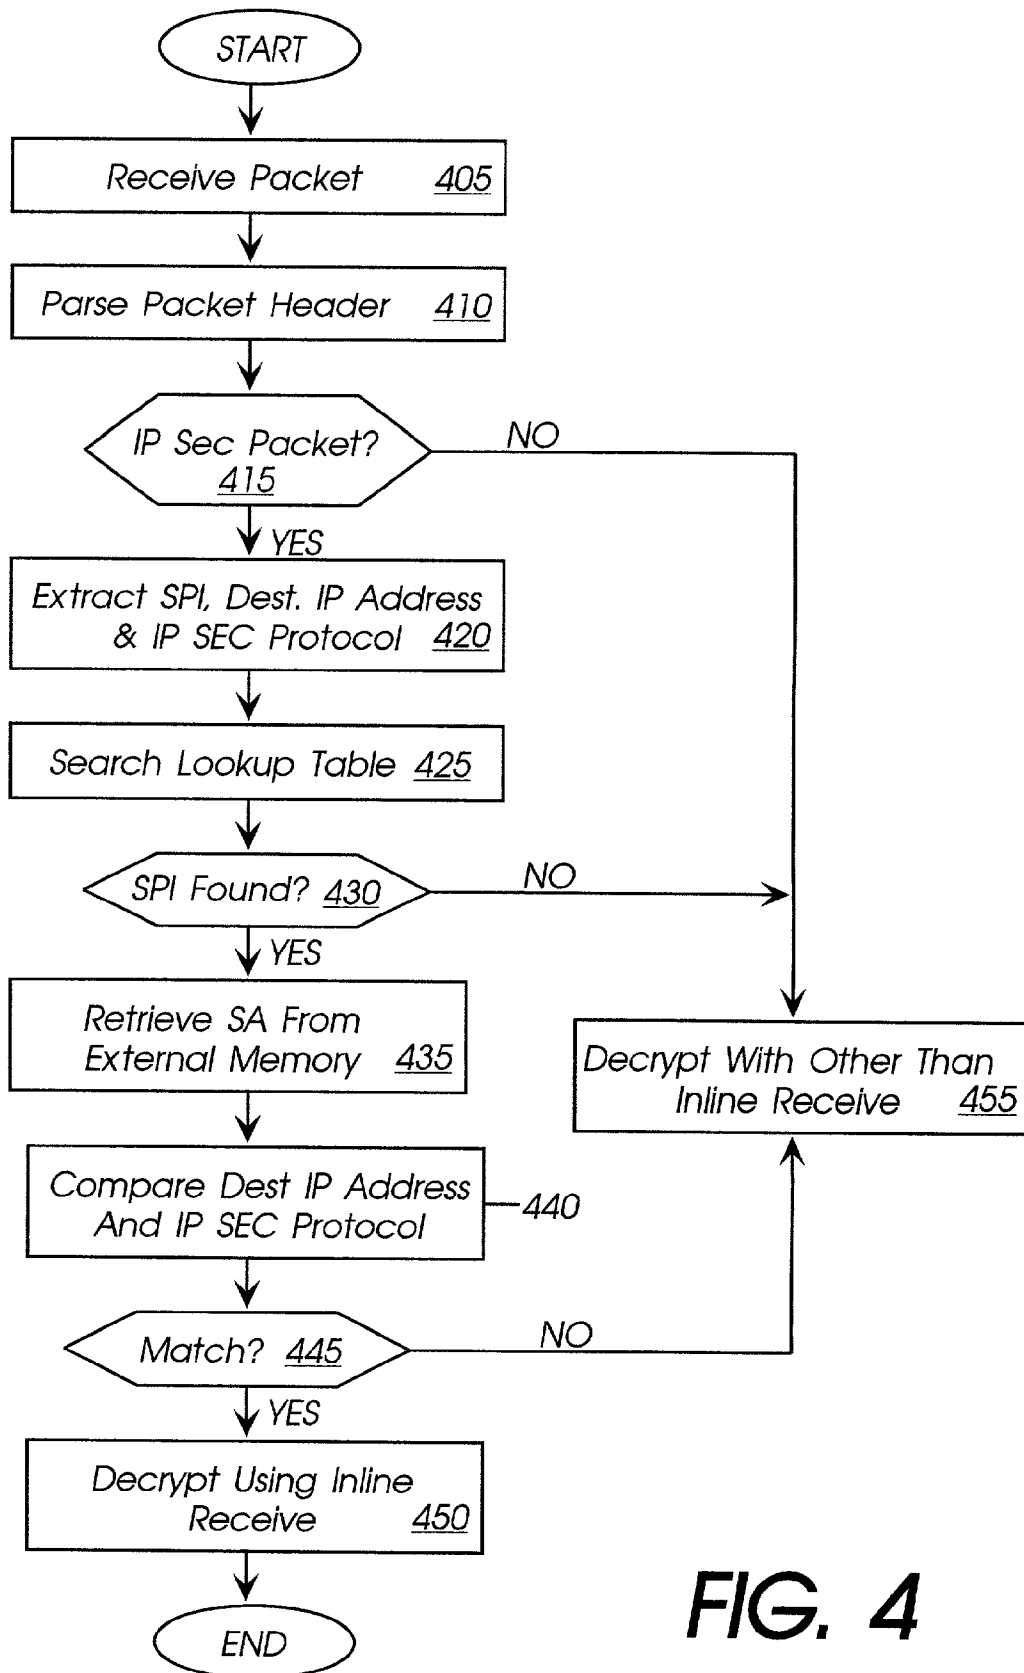 START
Receive Packet 405
Parse Packet Header 410
IP Sec Packet?
415
NO
YES
Extract SPI, Dest. IP Address
& IP SEC Protocol 420
Search Lookup Table 425
SPI Found? 430
NO
YES
Retrieve SA From
External Memory 435
Decrypt With Other Than
Inline Receive 455
Compare Dest IP Address
And IP SEC Protocol
440
Match? 445
NO
YES
Decrypt Using Inline
Receive 450
END
FIG. 4